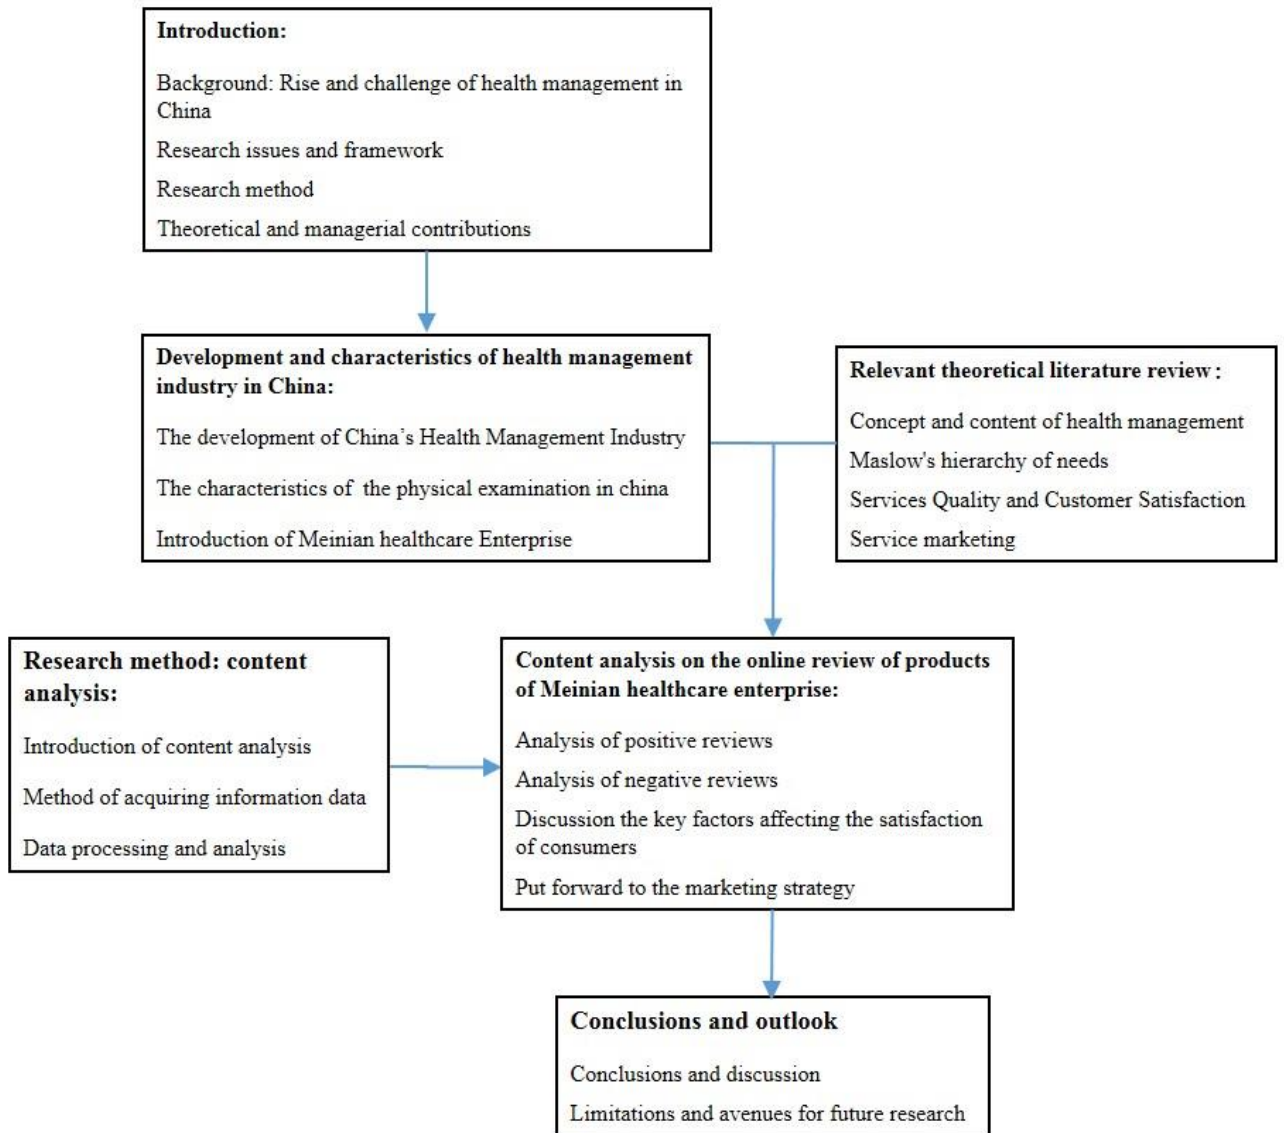 Introduction:
Background: Rise and challenge of health management in
China
Research issues and framework
Research method
Theoretical and managerial contributions
Development and characteristics of health management
industry in China:
The development of China's Health Management Industry
The characteristics of the physical examination in china
Introduction of Meinian healthcare Enterprise
Relevant theoretical literature review：
Concept and content of health management
Maslow's hierarchy of needs
Services Quality and Customer Satisfaction
Service marketing
Research method: content
analysis:
Introduction of content analysis
Method of acquiring information data
Data processing and analysis
Content analysis on the online review of products
of Meinian healthcare enterprise:
Analysis of positive reviews
Analysis of negative reviews
Discussion the key factors affecting the satisfaction
of consumers
Put forward to the marketing strategy
Conclusions and outlook
Conclusions and discussion
Limitations and avenues for future research